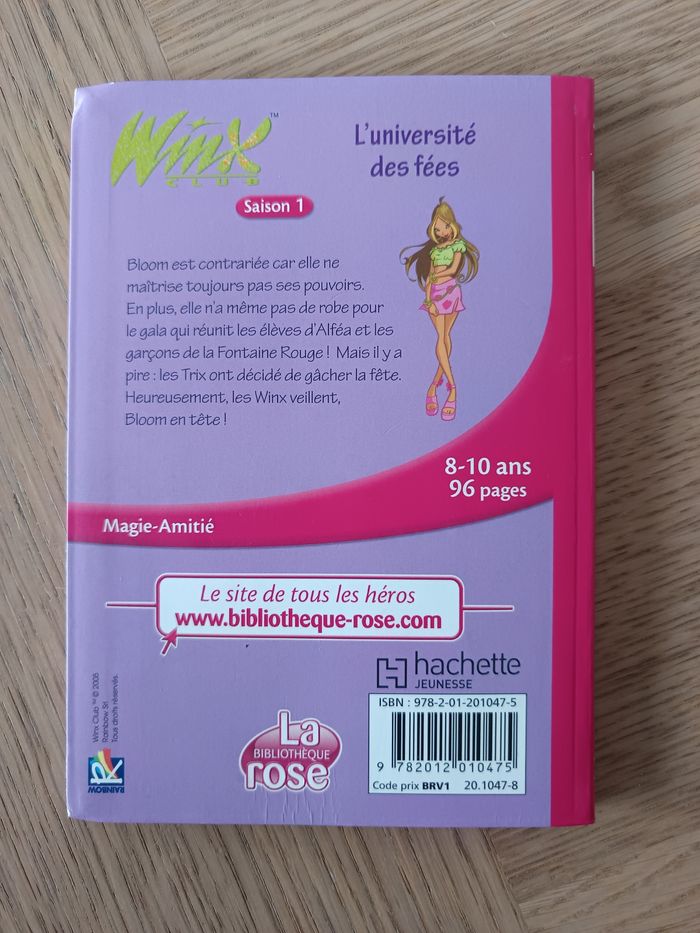 Winx™
CLUB
L'université
des fées
Saison 1
Bloom est contrariée car elle ne
maîtrise toujours pas ses pouvoirs.
En plus, elle n'a même pas de robe pour
le gala qui réunit les élèves d'Alféa et les
garçons de la Fontaine Rouge ! Mais il y a
pire : les Trix ont décidé de gâcher la fête.
Heureusement, les Winx veillent,
Bloom en tête !
8-10 ans
96 pages
Magie-Amitié
Le site de tous les héros
www.bibliotheque-rose.com
hachette
JEUNESSE
ISBN : 978-2-01-201047-5
9 782012 010475
Code prix BRV1 20.1047-8
La
BIBLIOTHÈQUE
rose
Rainbow Srl
Tous droits réservés.
RAINBOW